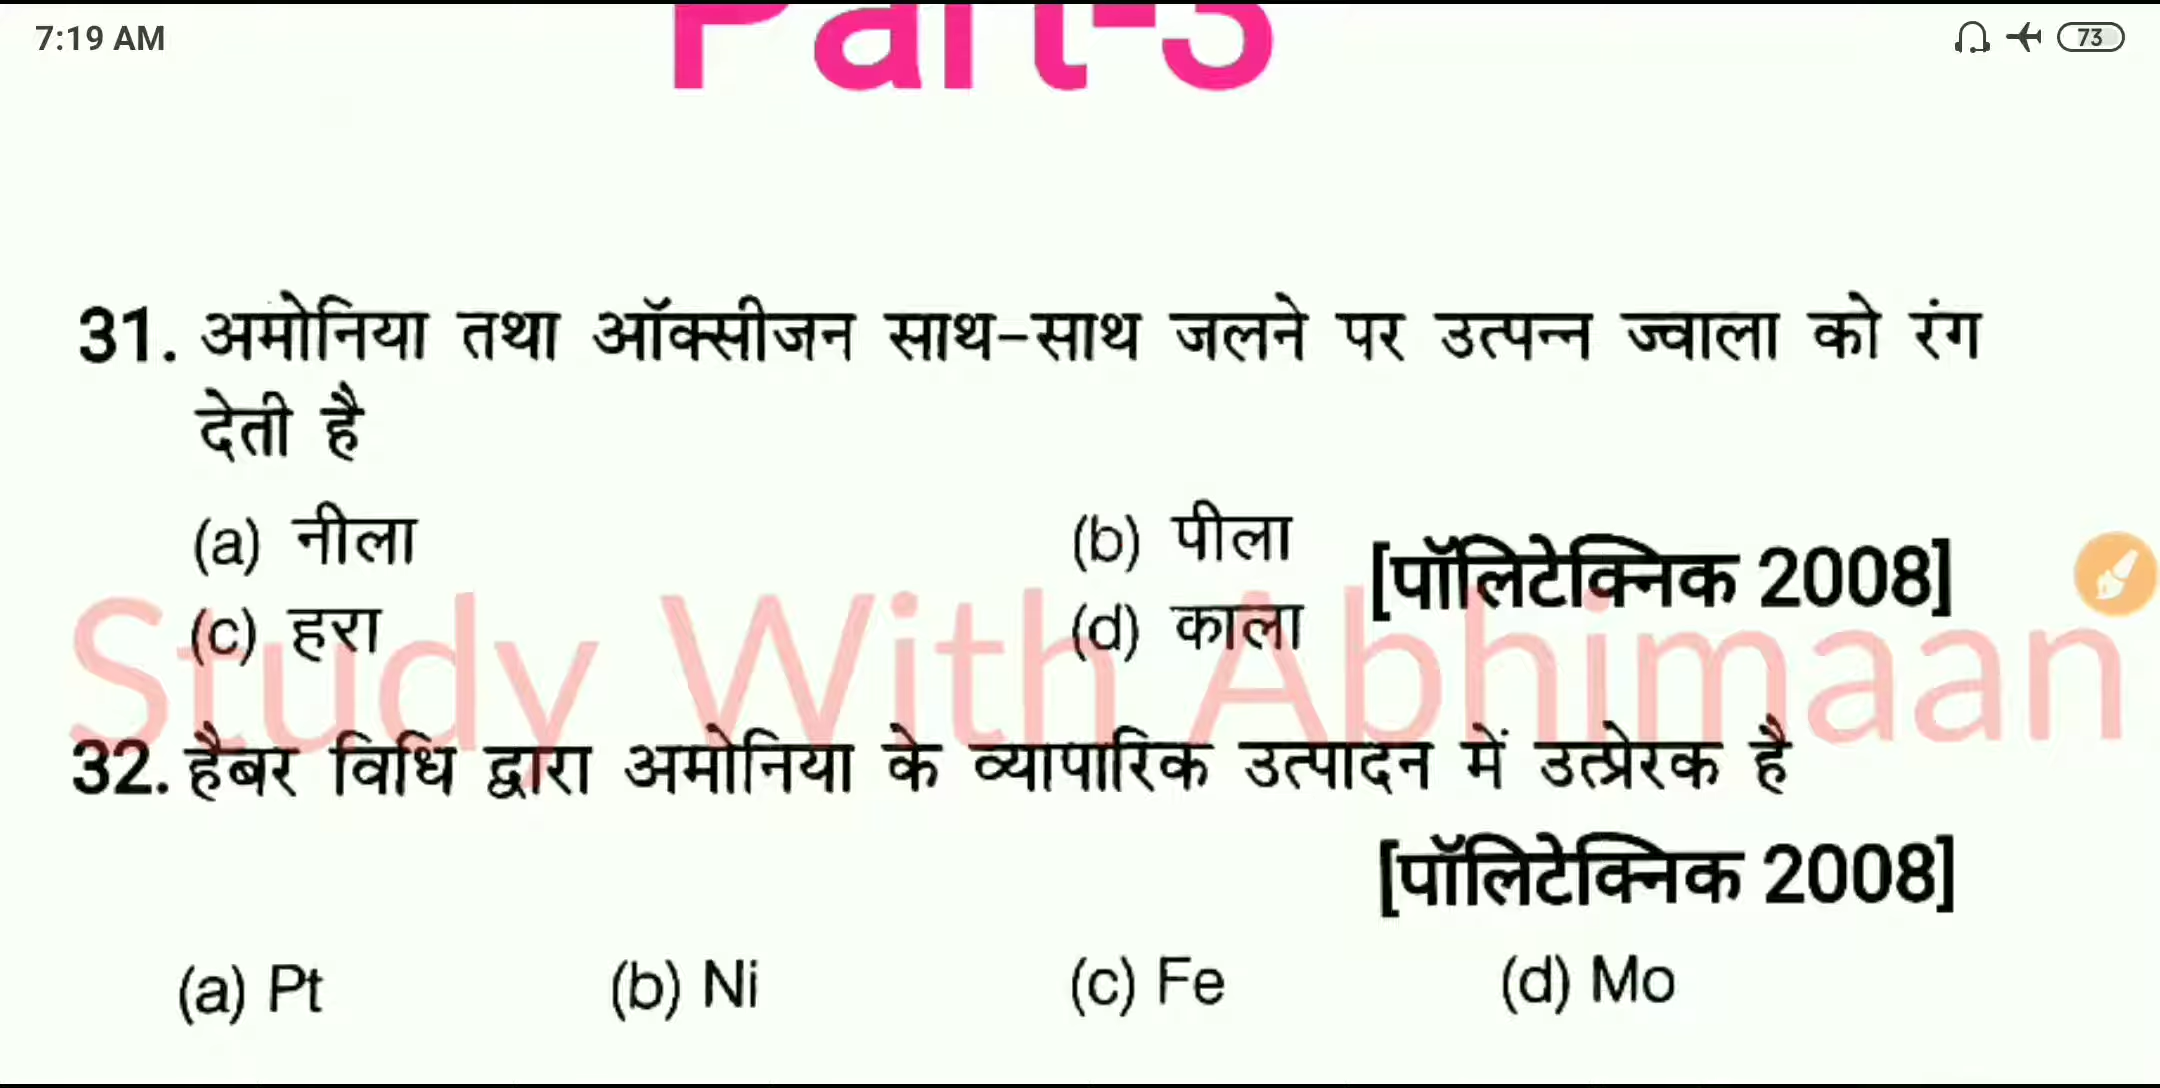 7:19 AM
73
Part-3
31. अमोनिया तथा ऑक्सीजन साथ-साथ जलने पर उत्पन्न ज्वाला को रंग
देती है
(a) नीला (b) पीला
[पॉलिटेक्निक 2008]
(c) हरा (d) काला
Study With Abhimaan
32. हैबर विधि द्वारा अमोनिया के व्यापारिक उत्पादन में उत्प्रेरक है
[पॉलिटेक्निक 2008]
(a) Pt (b) Ni (c) Fe (d) Mo